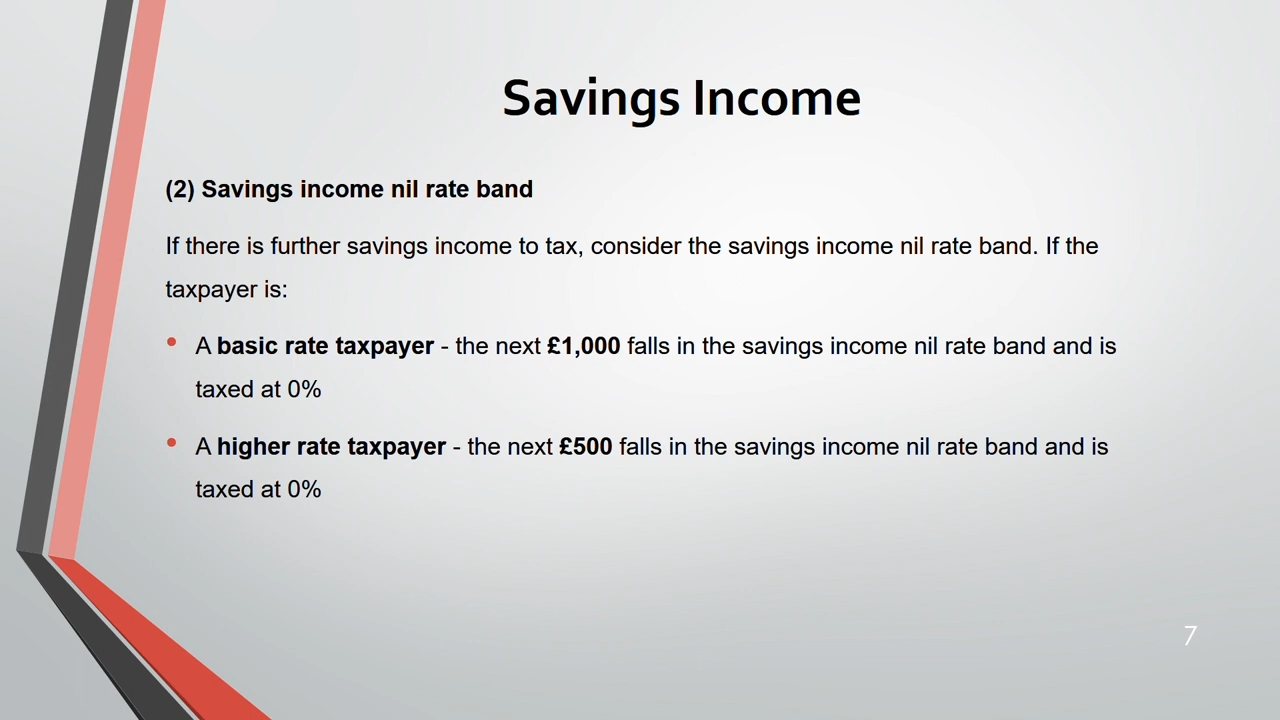 Savings Income
(2) Savings income nil rate band
If there is further savings income to tax, consider the savings income nil rate band. If the
taxpayer is:
• A basic rate taxpayer - the next £1,000 falls in the savings income nil rate band and is
taxed at 0%
• A higher rate taxpayer - the next £500 falls in the savings income nil rate band and is
taxed at 0%
7